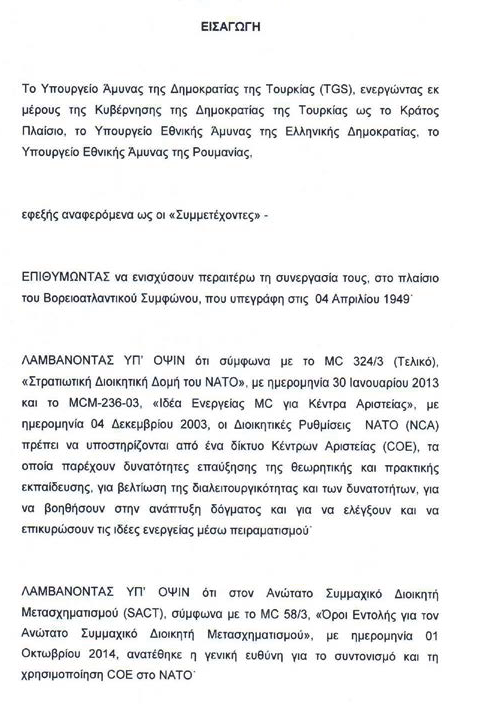 ΕΙΣΑΓΩΓΗ
Το Υπουργείο Άμυνας της Δημοκρατίας της Τουρκίας (TGS), ενεργώντας εκ
μέρους της Κυβέρνησης της Δημοκρατίας της Τουρκίας ως το Κράτος
Πλαίσιο, το Υπουργείο Εθνικής Άμυνας της Ελληνικής Δημοκρατίας, το
Υπουργείο Εθνικής Άμυνας της Ρουμανίας,
εφεξής αναφερόμενα ως οι «Συμμετέχοντες» -
ΕΠΙΘΥΜΩΝΤΑΣ να ενισχύσουν περαιτέρω τη συνεργασία τους, στο πλαίσιο
του Βορειοατλαντικού Συμφώνου, που υπεγράφη στις 04 Απριλίου 1949˙
ΛΑΜΒΑΝΟΝΤΑΣ ΥΠ' ΟΨΙΝ ότι σύμφωνα με το MC 324/3 (Τελικό),
«Στρατιωτική Διοικητική Δομή του ΝΑΤΟ», με ημερομηνία 30 Ιανουαρίου 2013
και το MCM-236-03, «Ιδέα Ενεργείας MC για Κέντρα Αριστείας», με
ημερομηνία 04 Δεκεμβρίου 2003, οι Διοικητικές Ρυθμίσεις ΝΑΤΟ (NCA)
πρέπει να υποστηρίζονται από ένα δίκτυο Κέντρων Αριστείας (COE), τα
οποία παρέχουν δυνατότητες επαύξησης της θεωρητικής και πρακτικής
εκπαίδευσης, για βελτίωση της διαλειτουργικότητας και των δυνατοτήτων, για
να βοηθήσουν στην ανάπτυξη δόγματος και για να ελέγξουν και να
επικυρώσουν τις ιδέες ενεργείας μέσω πειραματισμού˙
ΛΑΜΒΑΝΟΝΤΑΣ ΥΠ' ΟΨΙΝ ότι στον Ανώτατο Συμμαχικό Διοικητή
Μετασχηματισμού (SACT), σύμφωνα με το MC 58/3, «Όροι Εντολής για τον
Ανώτατο Συμμαχικό Διοικητή Μετασχηματισμού», με ημερομηνία 01
Οκτωβρίου 2014, ανατέθηκε η γενική ευθύνη για το συντονισμό και τη
χρησιμοποίηση COE στο ΝΑΤΟ˙